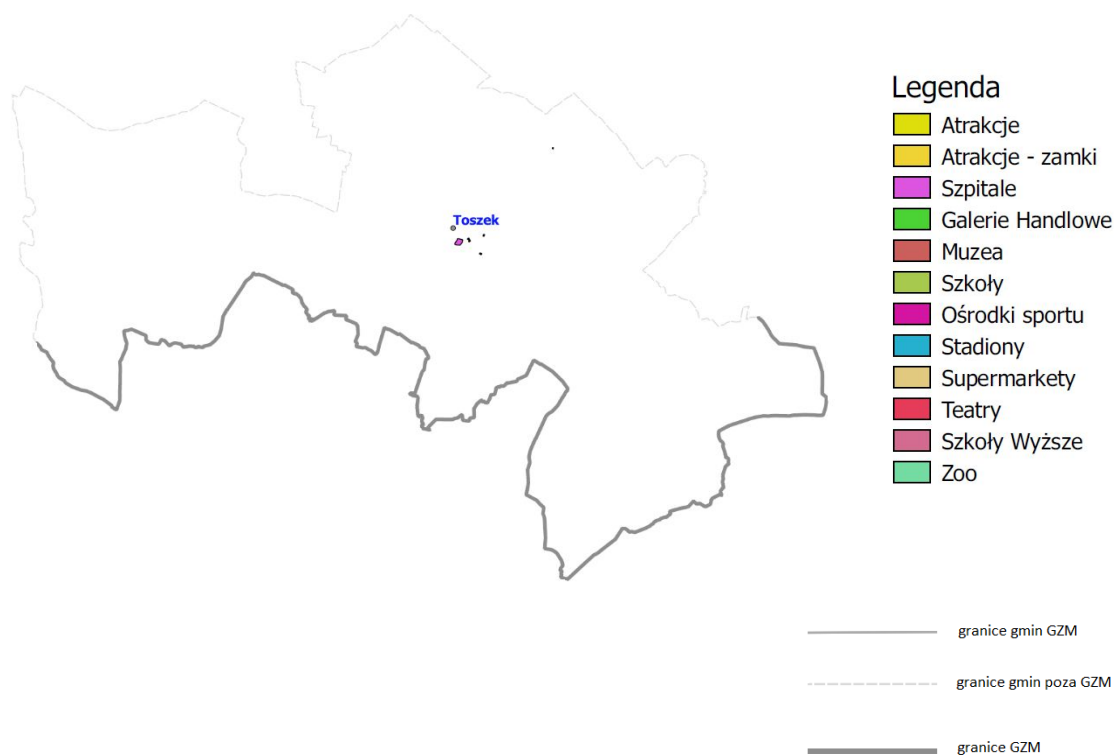 Toszek
Legenda
Atrakcje
Atrakcje - zamki
Szpitale
Galerie Handlowe
Muzea
Szkoły
Ośrodki sportu
Stadiony
Supermarkety
Teatry
Szkoły Wyższe
Zoo
granice gmin GZM
granice gmin poza GZM
granice GZM